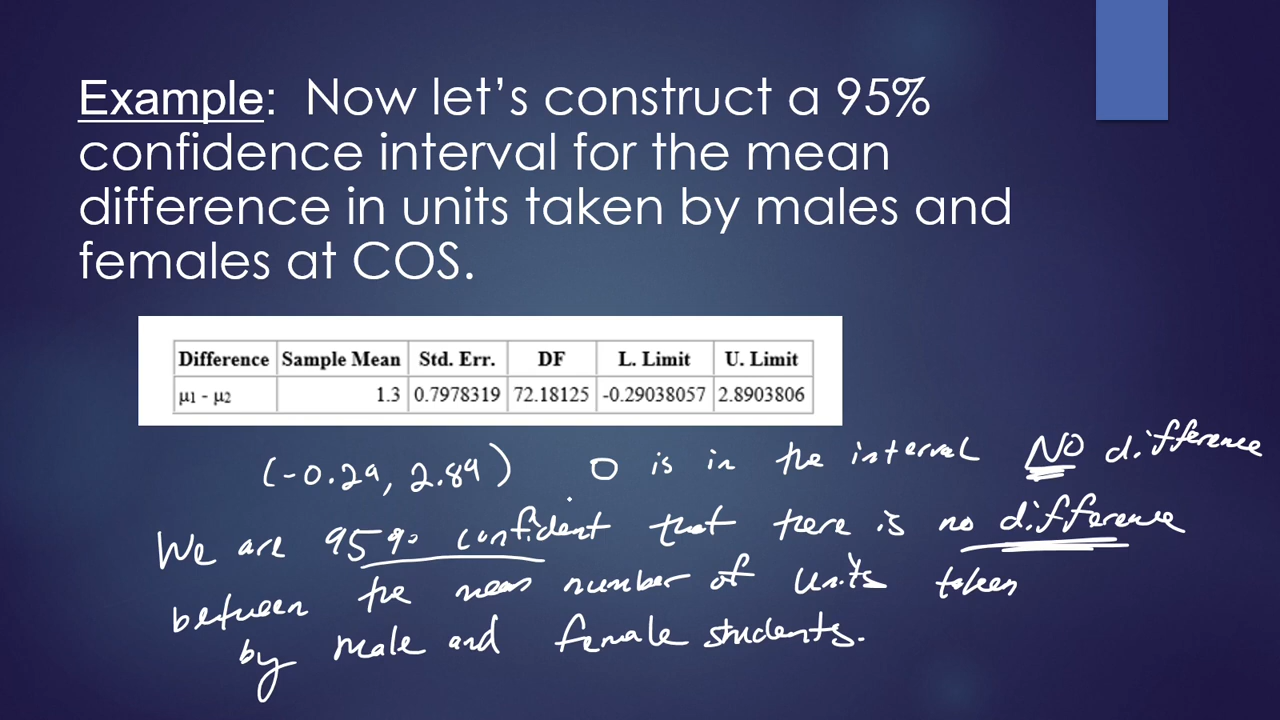 Example: Now let's construct a 95%
confidence interval for the mean
difference in units taken by males and
females at COS.
Difference Sample Mean Std. Err. DF L. Limit U. Limit
μ1 - μ2 1.3 0.7978319 72.18125 -0.29038057 2.8903806
(-0.29, 2.89) 0 is in the interval NO difference
We are 95% confident that there is no difference
between the mean number of units taken
by male and female students.